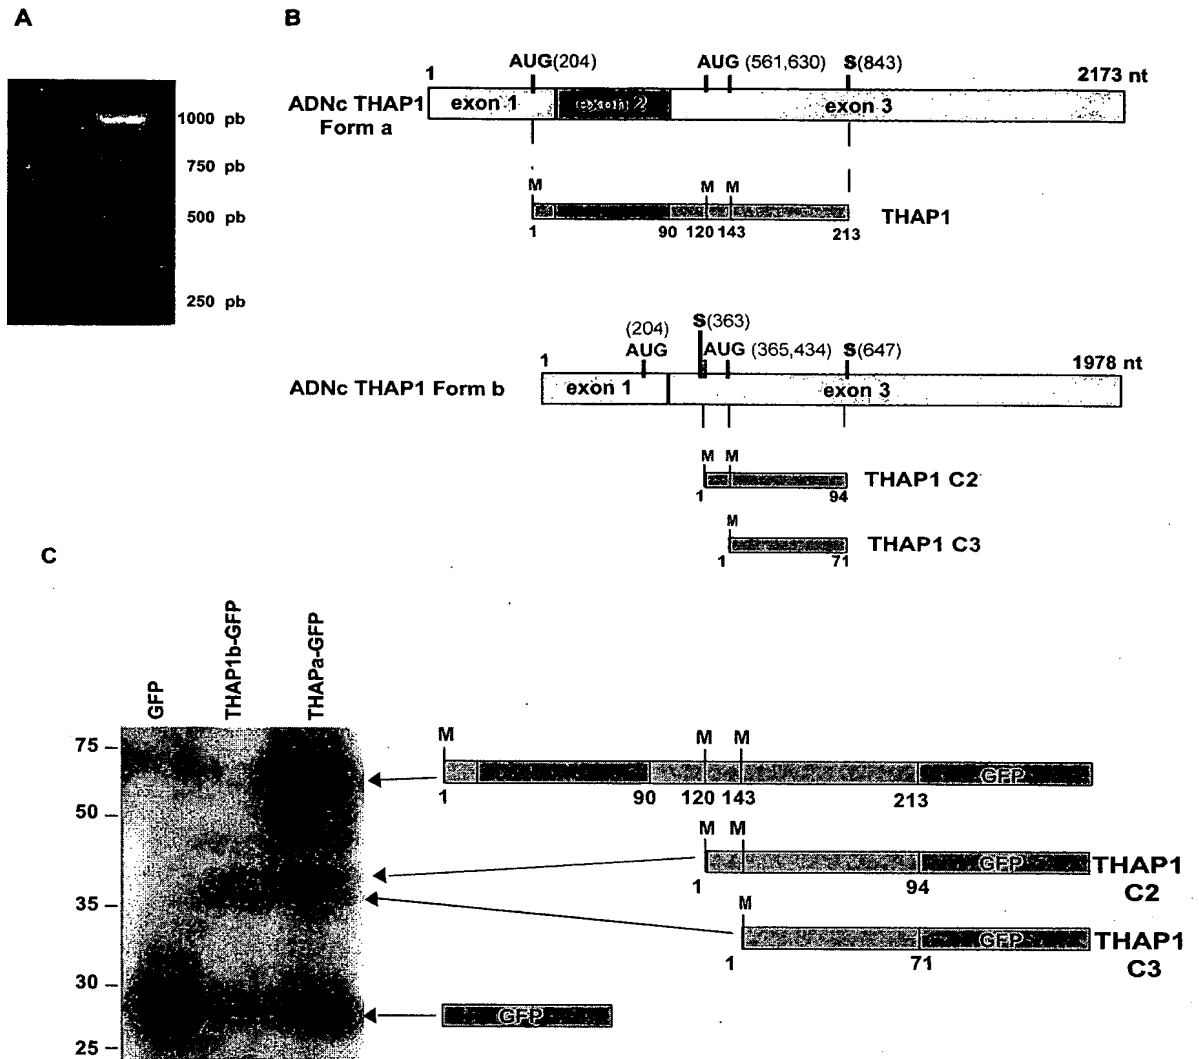 A
B
1000 pb
750 pb
500 pb
250 pb
1
AUG(204)
AUG (561,630)
S(843)
2173 nt
ADNc THAP1
Form a
exon 1
exon 2
exon 3
M
M
M
THAP1
1
90
120
143
213
1
(204)
AUG
S(363)
AUG (365,434)
S(647)
1978 nt
ADNc THAP1 Form b
exon 1
exon 3
M
M
THAP1 C2
1
94
M
THAP1 C3
1
71
C
GFP
THAP1b-GFP
THAPa-GFP
75
50
35
30
25
M
M
M
GFP
1
90
120
143
213
M
M
GFP
THAP1
C2
1
94
M
GFP
THAP1
C3
1
71
GFP